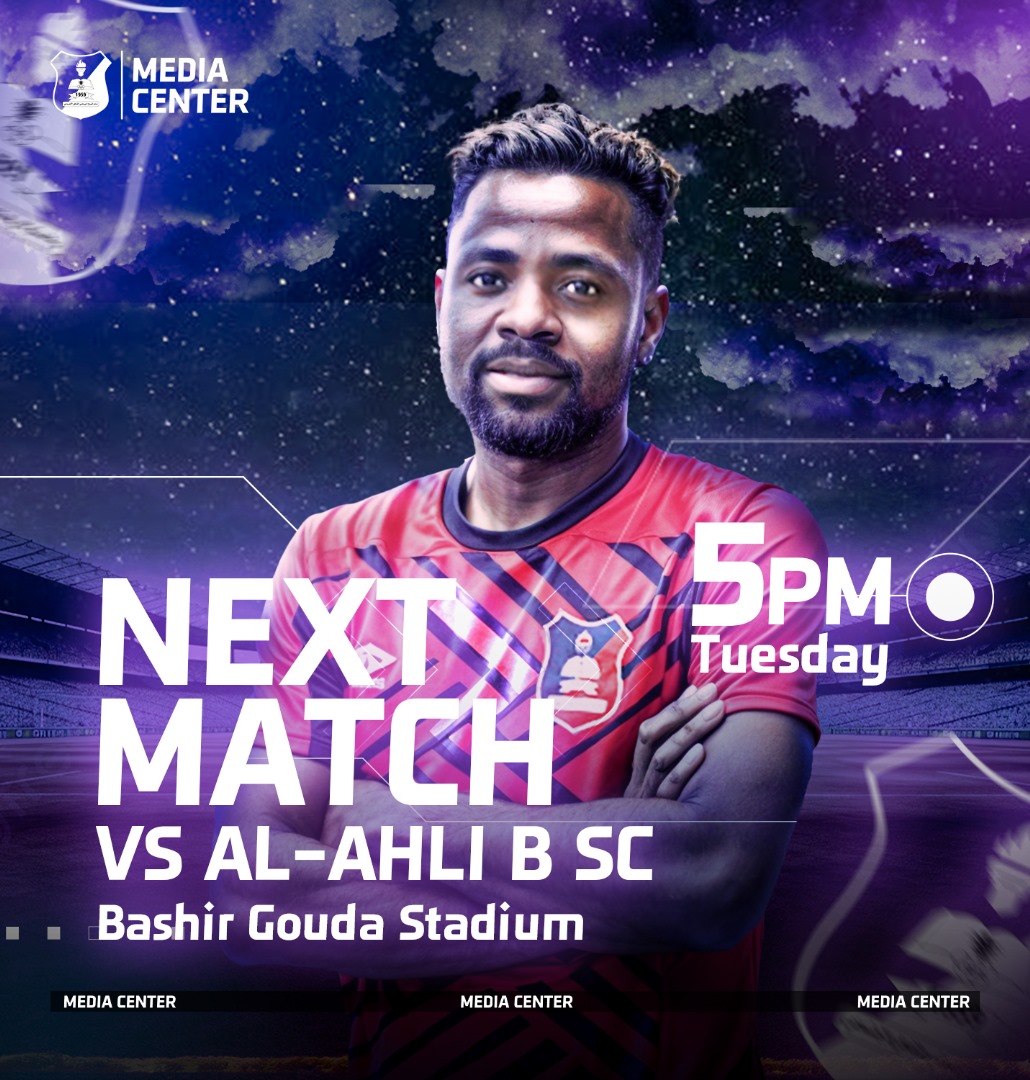 MEDIA
CENTER
1959
5PM
Tuesday
NEXT
MATCH
VS AL-AHLI B SC
Bashir Gouda Stadium
MEDIA CENTER MEDIA CENTER MEDIA CENTER